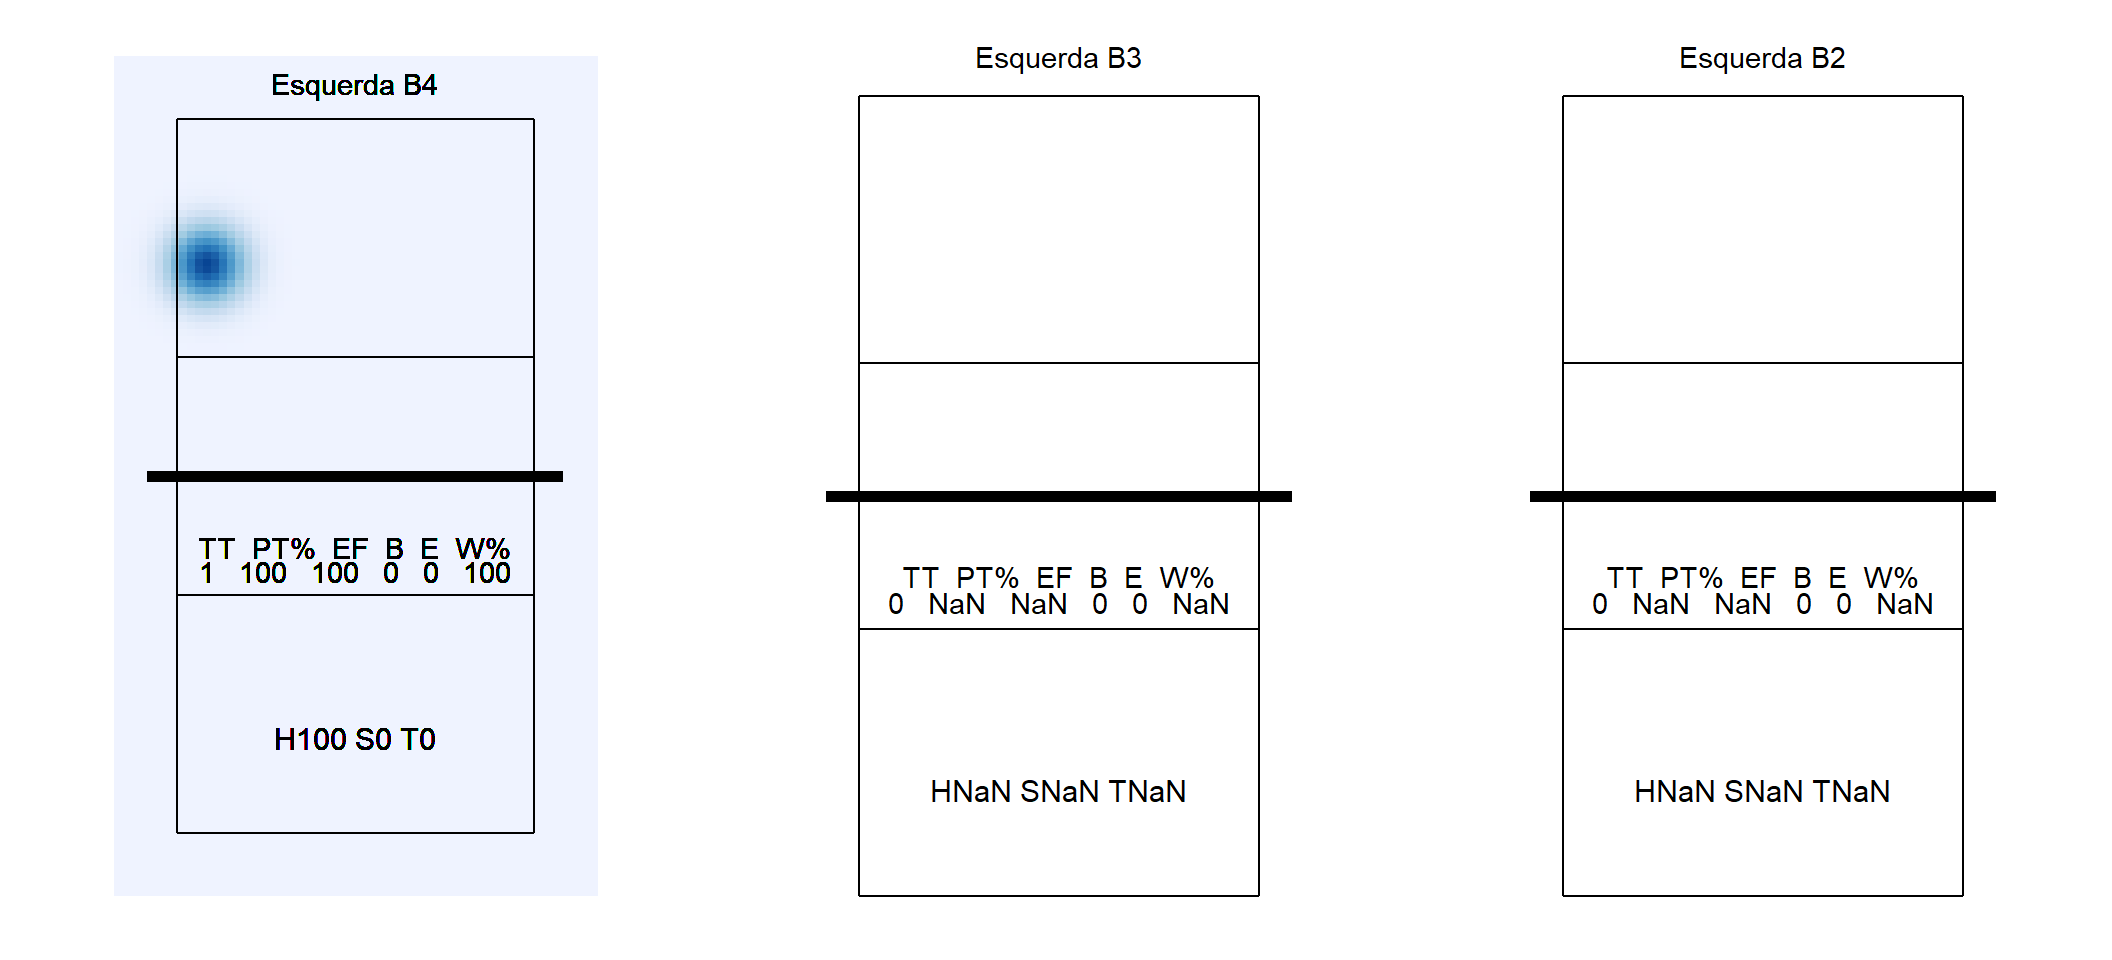 Esquerda B4
TT PT% EF B E W%
1 100 100 0 0 100
H100 S0 T0
Esquerda B3
TT PT% EF B E W%
0 NaN NaN 0 0 NaN
HNaN SNaN TNaN
Esquerda B2
TT PT% EF B E W%
0 NaN NaN 0 0 NaN
HNaN SNaN TNaN